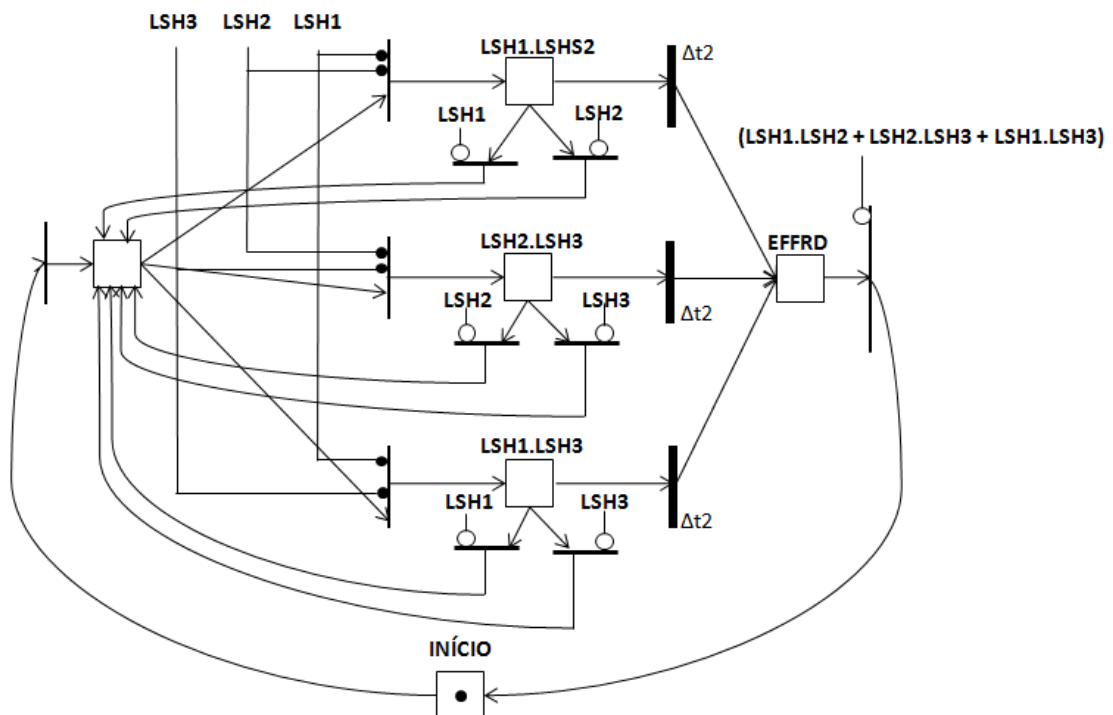 LSH3 LSH2 LSH1
LSH1.LSHS2
Δt2
LSH1 LSH2
(LSH1.LSH2 + LSH2.LSH3 + LSH1.LSH3)
LSH2.LSH3
EFFRD
LSH2 LSH3
Δt2
LSH1.LSH3
LSH1 LSH3
Δt2
INÍCIO